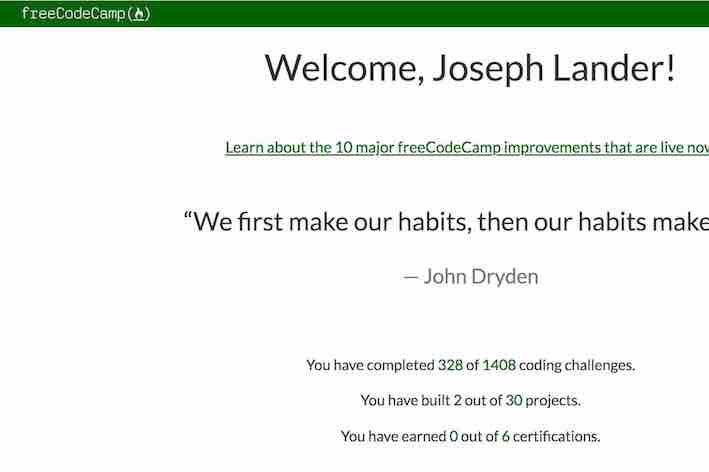 freeCodeCamp(🔥)
Welcome, Joseph Lander!
Learn about the 10 major freeCodeCamp improvements that are live now
“We first make our habits, then our habits make
— John Dryden
You have completed 328 of 1408 coding challenges.
You have built 2 out of 30 projects.
You have earned 0 out of 6 certifications.